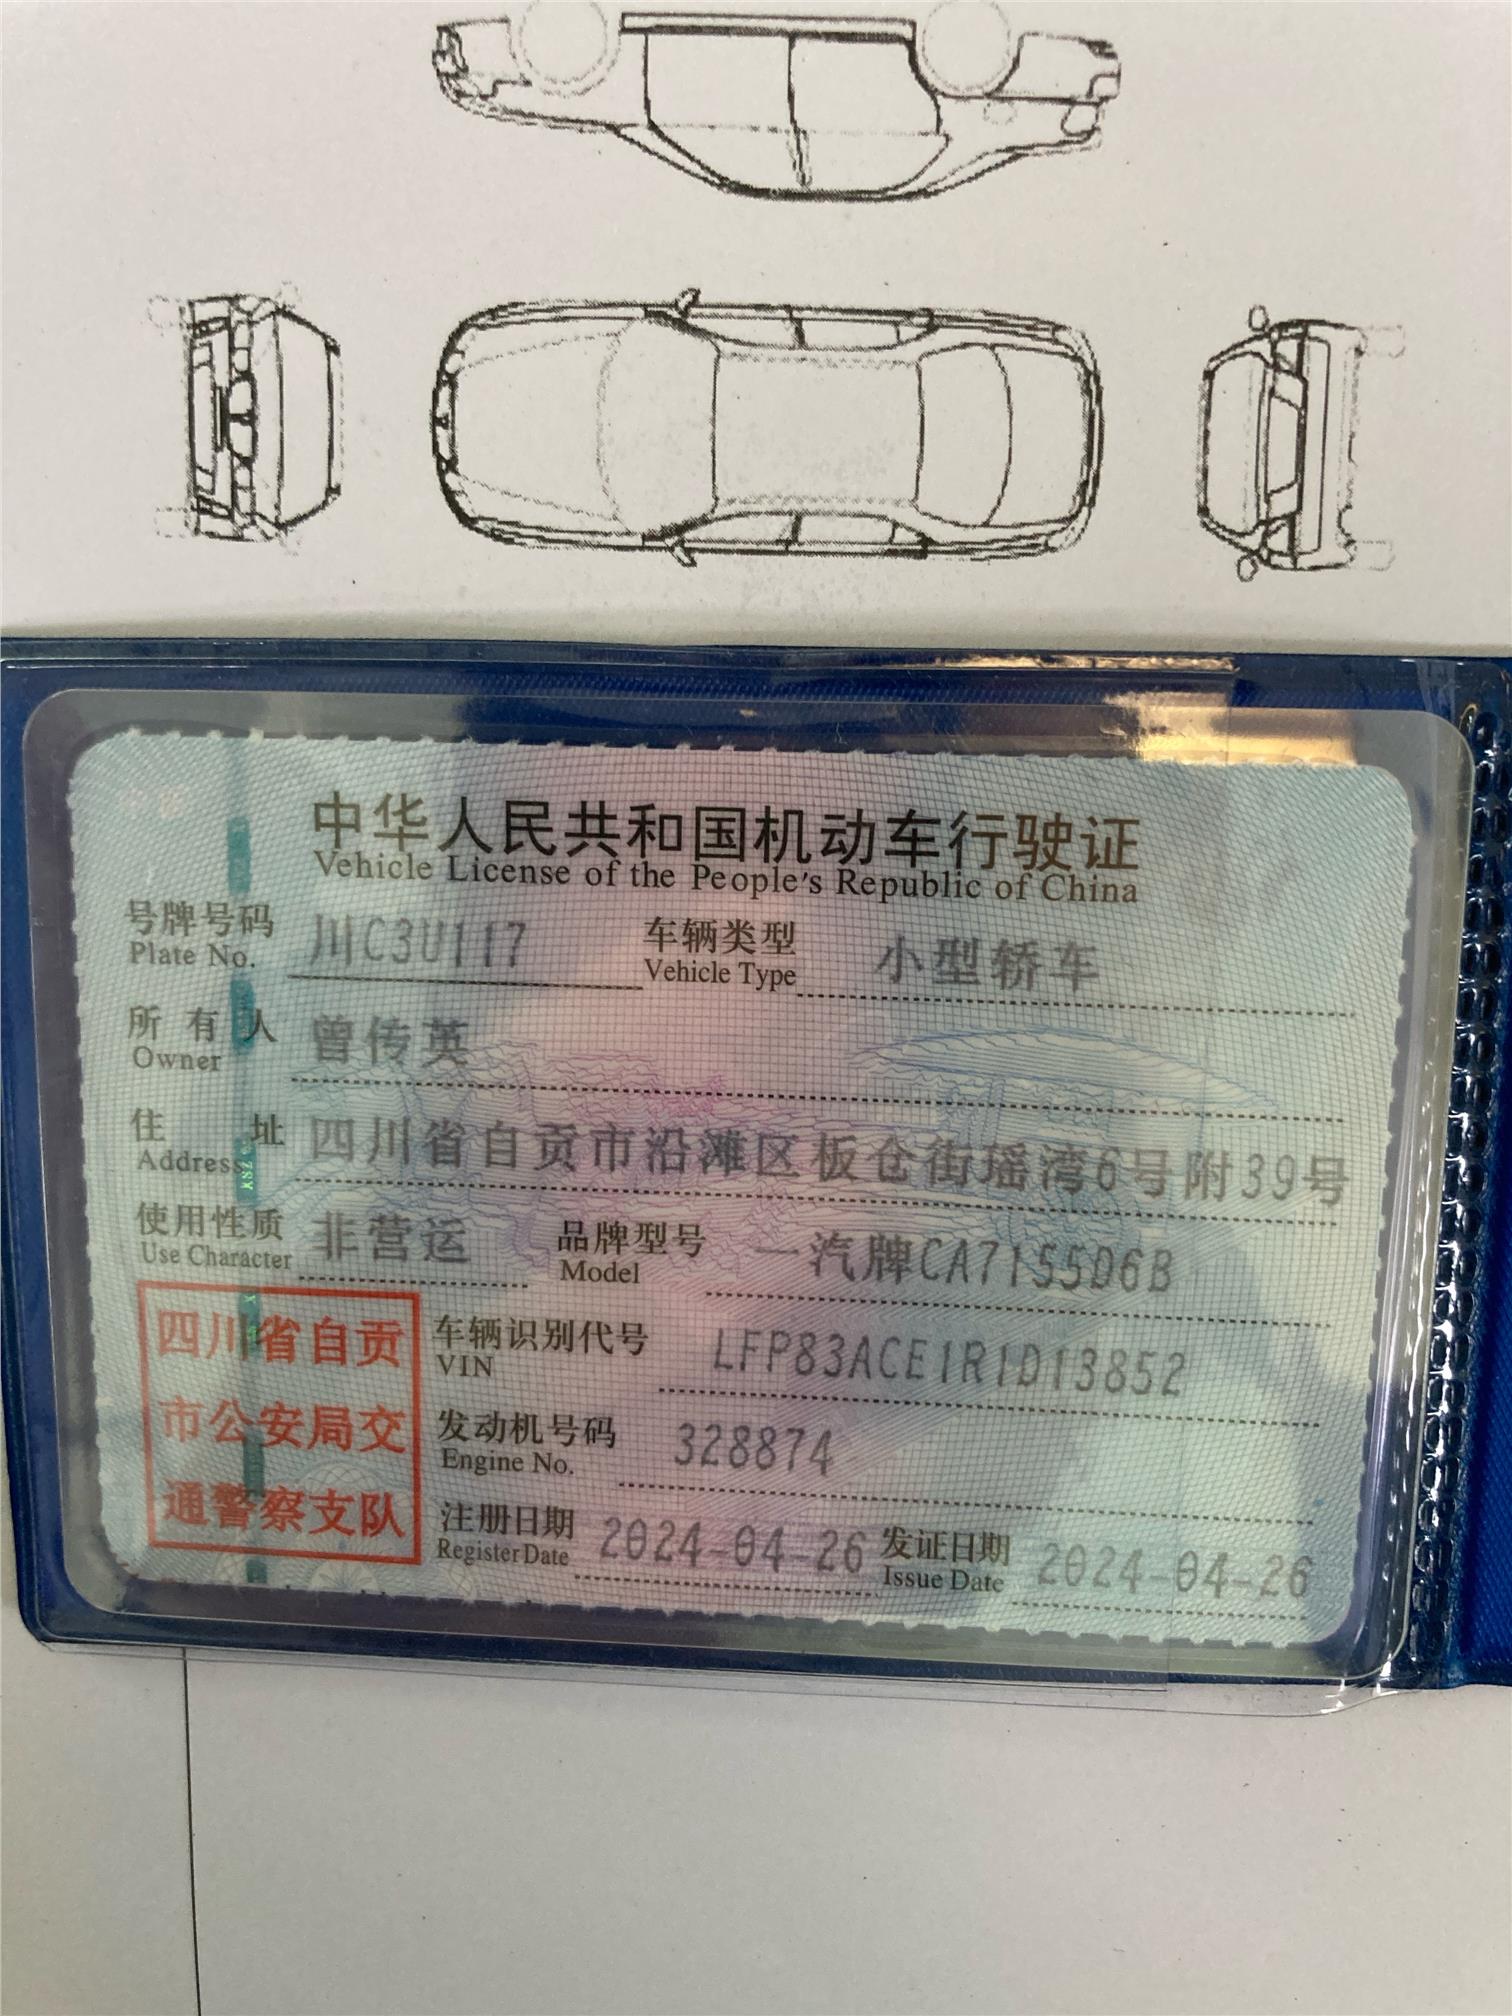 中华人民共和国机动车行驶证
Vehicle License of the People's Republic of China
号牌号码 川C3U117 车辆类型 小型轿车
Plate No. Vehicle Type
所有人 曾传英
Owner
住址 四川省自贡市沿滩区板仓街瑶湾6号附39号
Address
使用性质 非营运 品牌型号 一汽牌CA7155D6B
Use Character Model
四川省自贡
市公安局交
通警察支队
车辆识别代号 LFP83ACE1R1D13852
VIN
发动机号码 328874
Engine No.
注册日期 2024-04-26 发证日期 2024-04-26
Register Date Issue Date